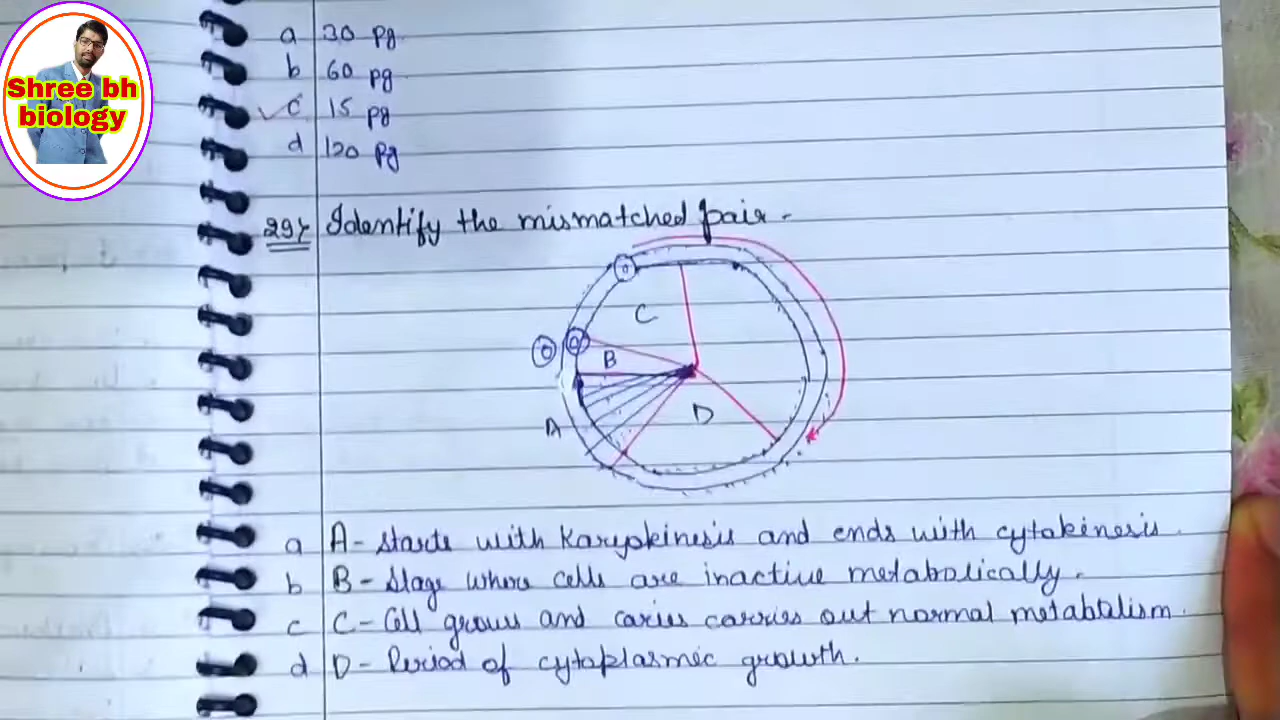 Shree bh
biology
a 30 pg
b 60 pg
✓ c 15 pg
d 120 pg
29} Identify the mismatched pair.
C
B
A
D
a A- starts with Karyokinesis and ends with cytokinesis.
b B- Stage where cells are inactive metabolically.
c C- Cell grows and caries carries out normal metabolism.
d D- Period of cytoplasmic growth.